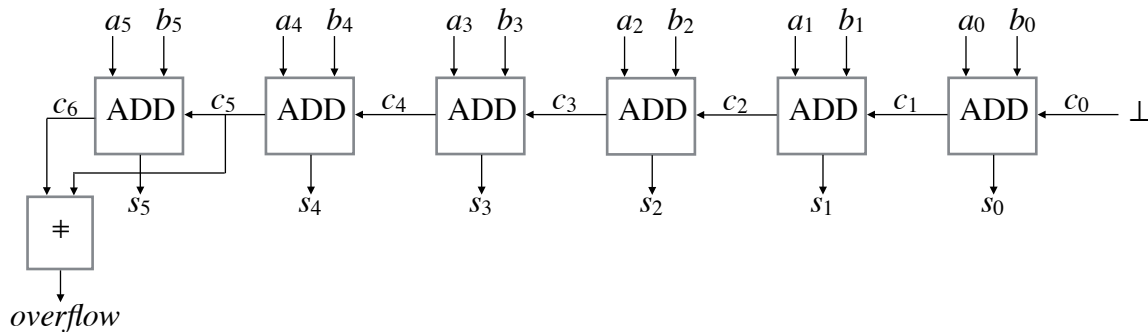 a₅ b₅ a₄ b₄ a₃ b₃ a₂ b₂ a₁ b₁ a₀ b₀
c₆ ADD c₅ ADD c₄ ADD c₃ ADD c₂ ADD c₁ ADD c₀ ⊥
s₅ s₄ s₃ s₂ s₁ s₀
≢
overflow